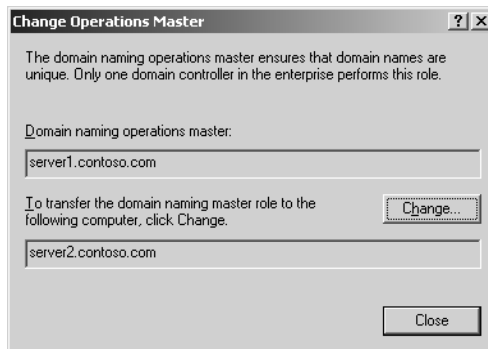 Change Operations Master
The domain naming operations master ensures that domain names are
unique. Only one domain controller in the enterprise performs this role.
Domain naming operations master:
server1.contoso.com
To transfer the domain naming master role to the
following computer, click Change.
Change...
server2.contoso.com
Close